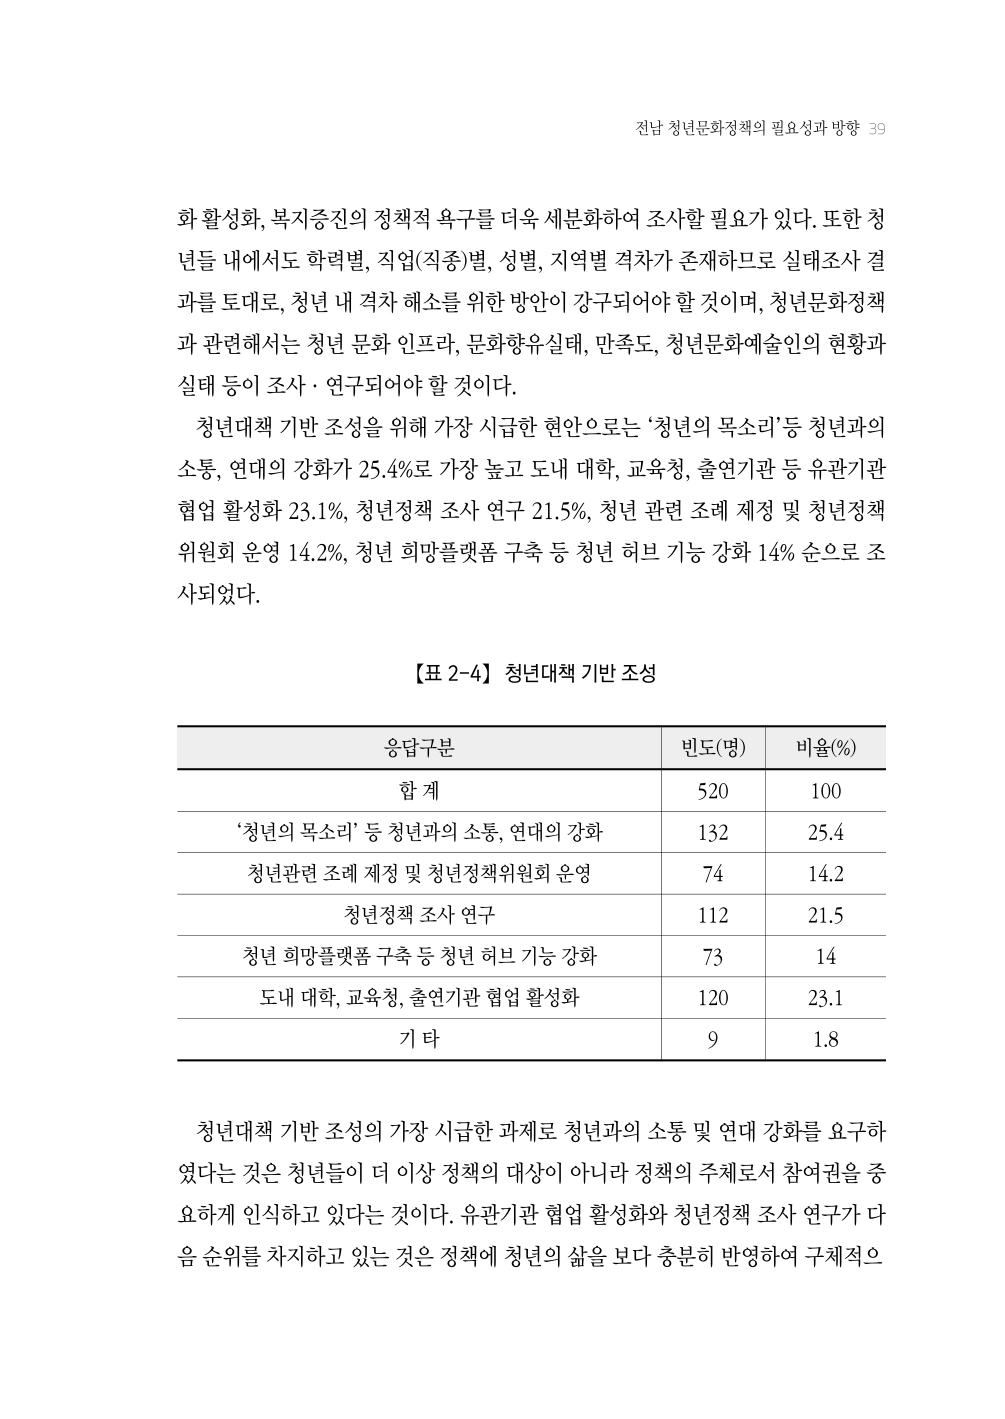 전남 청년문화정책의 필요성과 방향 39
화 활성화, 복지증진의 정책적 욕구를 더욱 세분화하여 조사할 필요가 있다. 또한 청
년들 내에서도 학력별, 직업(직종)별, 성별, 지역별 격차가 존재하므로 실태조사 결
과를 토대로, 청년 내 격차 해소를 위한 방안이 강구되어야 할 것이며, 청년문화정책
과 관련해서는 청년 문화 인프라, 문화향유실태, 만족도, 청년문화예술인의 현황과
실태 등이 조사 · 연구되어야 할 것이다.
청년대책 기반 조성을 위해 가장 시급한 현안으로는 ‘청년의 목소리’등 청년과의
소통, 연대의 강화가 25.4%로 가장 높고 도내 대학, 교육청, 출연기관 등 유관기관
협업 활성화 23.1%, 청년정책 조사 연구 21.5%, 청년 관련 조례 제정 및 청년정책
위원회 운영 14.2%, 청년 희망플랫폼 구축 등 청년 허브 기능 강화 14% 순으로 조
사되었다.
【표 2-4】 청년대책 기반 조성
응답구분 빈도(명) 비율(%)
합 계 520 100
‘청년의 목소리’ 등 청년과의 소통, 연대의 강화 132 25.4
청년관련 조례 제정 및 청년정책위원회 운영 74 14.2
청년정책 조사 연구 112 21.5
청년 희망플랫폼 구축 등 청년 허브 기능 강화 73 14
도내 대학, 교육청, 출연기관 협업 활성화 120 23.1
기 타 9 1.8
청년대책 기반 조성의 가장 시급한 과제로 청년과의 소통 및 연대 강화를 요구하
였다는 것은 청년들이 더 이상 정책의 대상이 아니라 정책의 주체로서 참여권을 중
요하게 인식하고 있다는 것이다. 유관기관 협업 활성화와 청년정책 조사 연구가 다
음 순위를 차지하고 있는 것은 정책에 청년의 삶을 보다 충분히 반영하여 구체적으